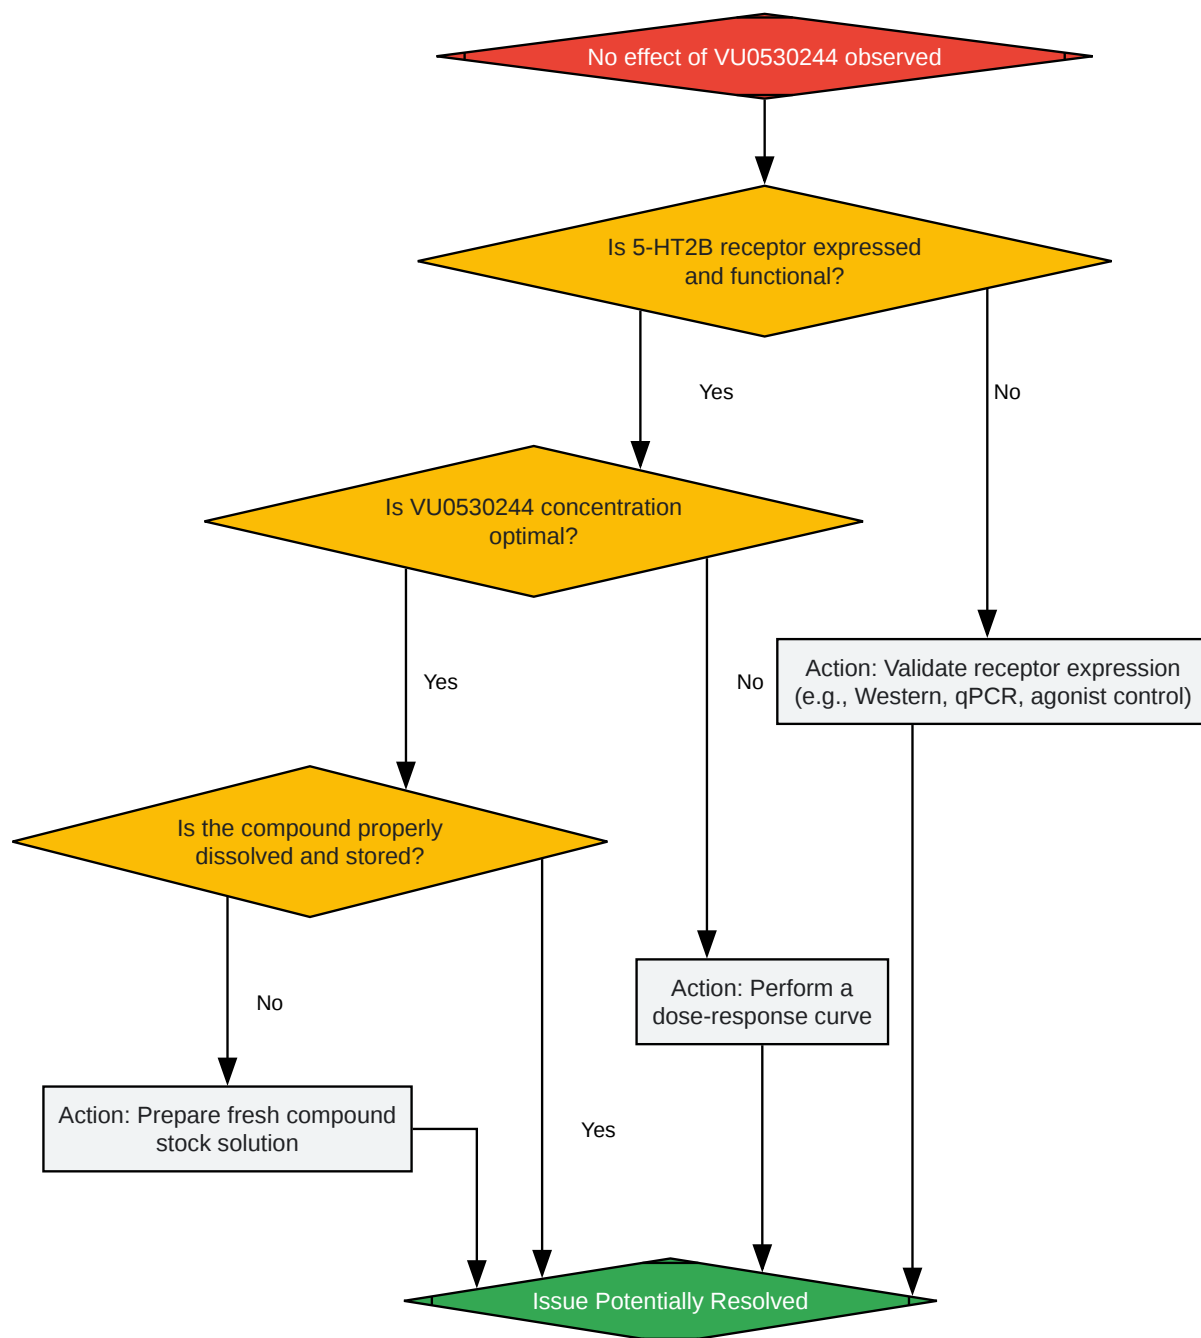 No effect of VU0530244 observed
Is 5-HT2B receptor expressed
and functional?
Yes
No
Is VU0530244 concentration
optimal?
Yes
No
Action: Validate receptor expression
(e.g., Western, qPCR, agonist control)
Is the compound properly
dissolved and stored?
No
Action: Perform a
dose-response curve
Action: Prepare fresh compound
stock solution
Yes
Issue Potentially Resolved